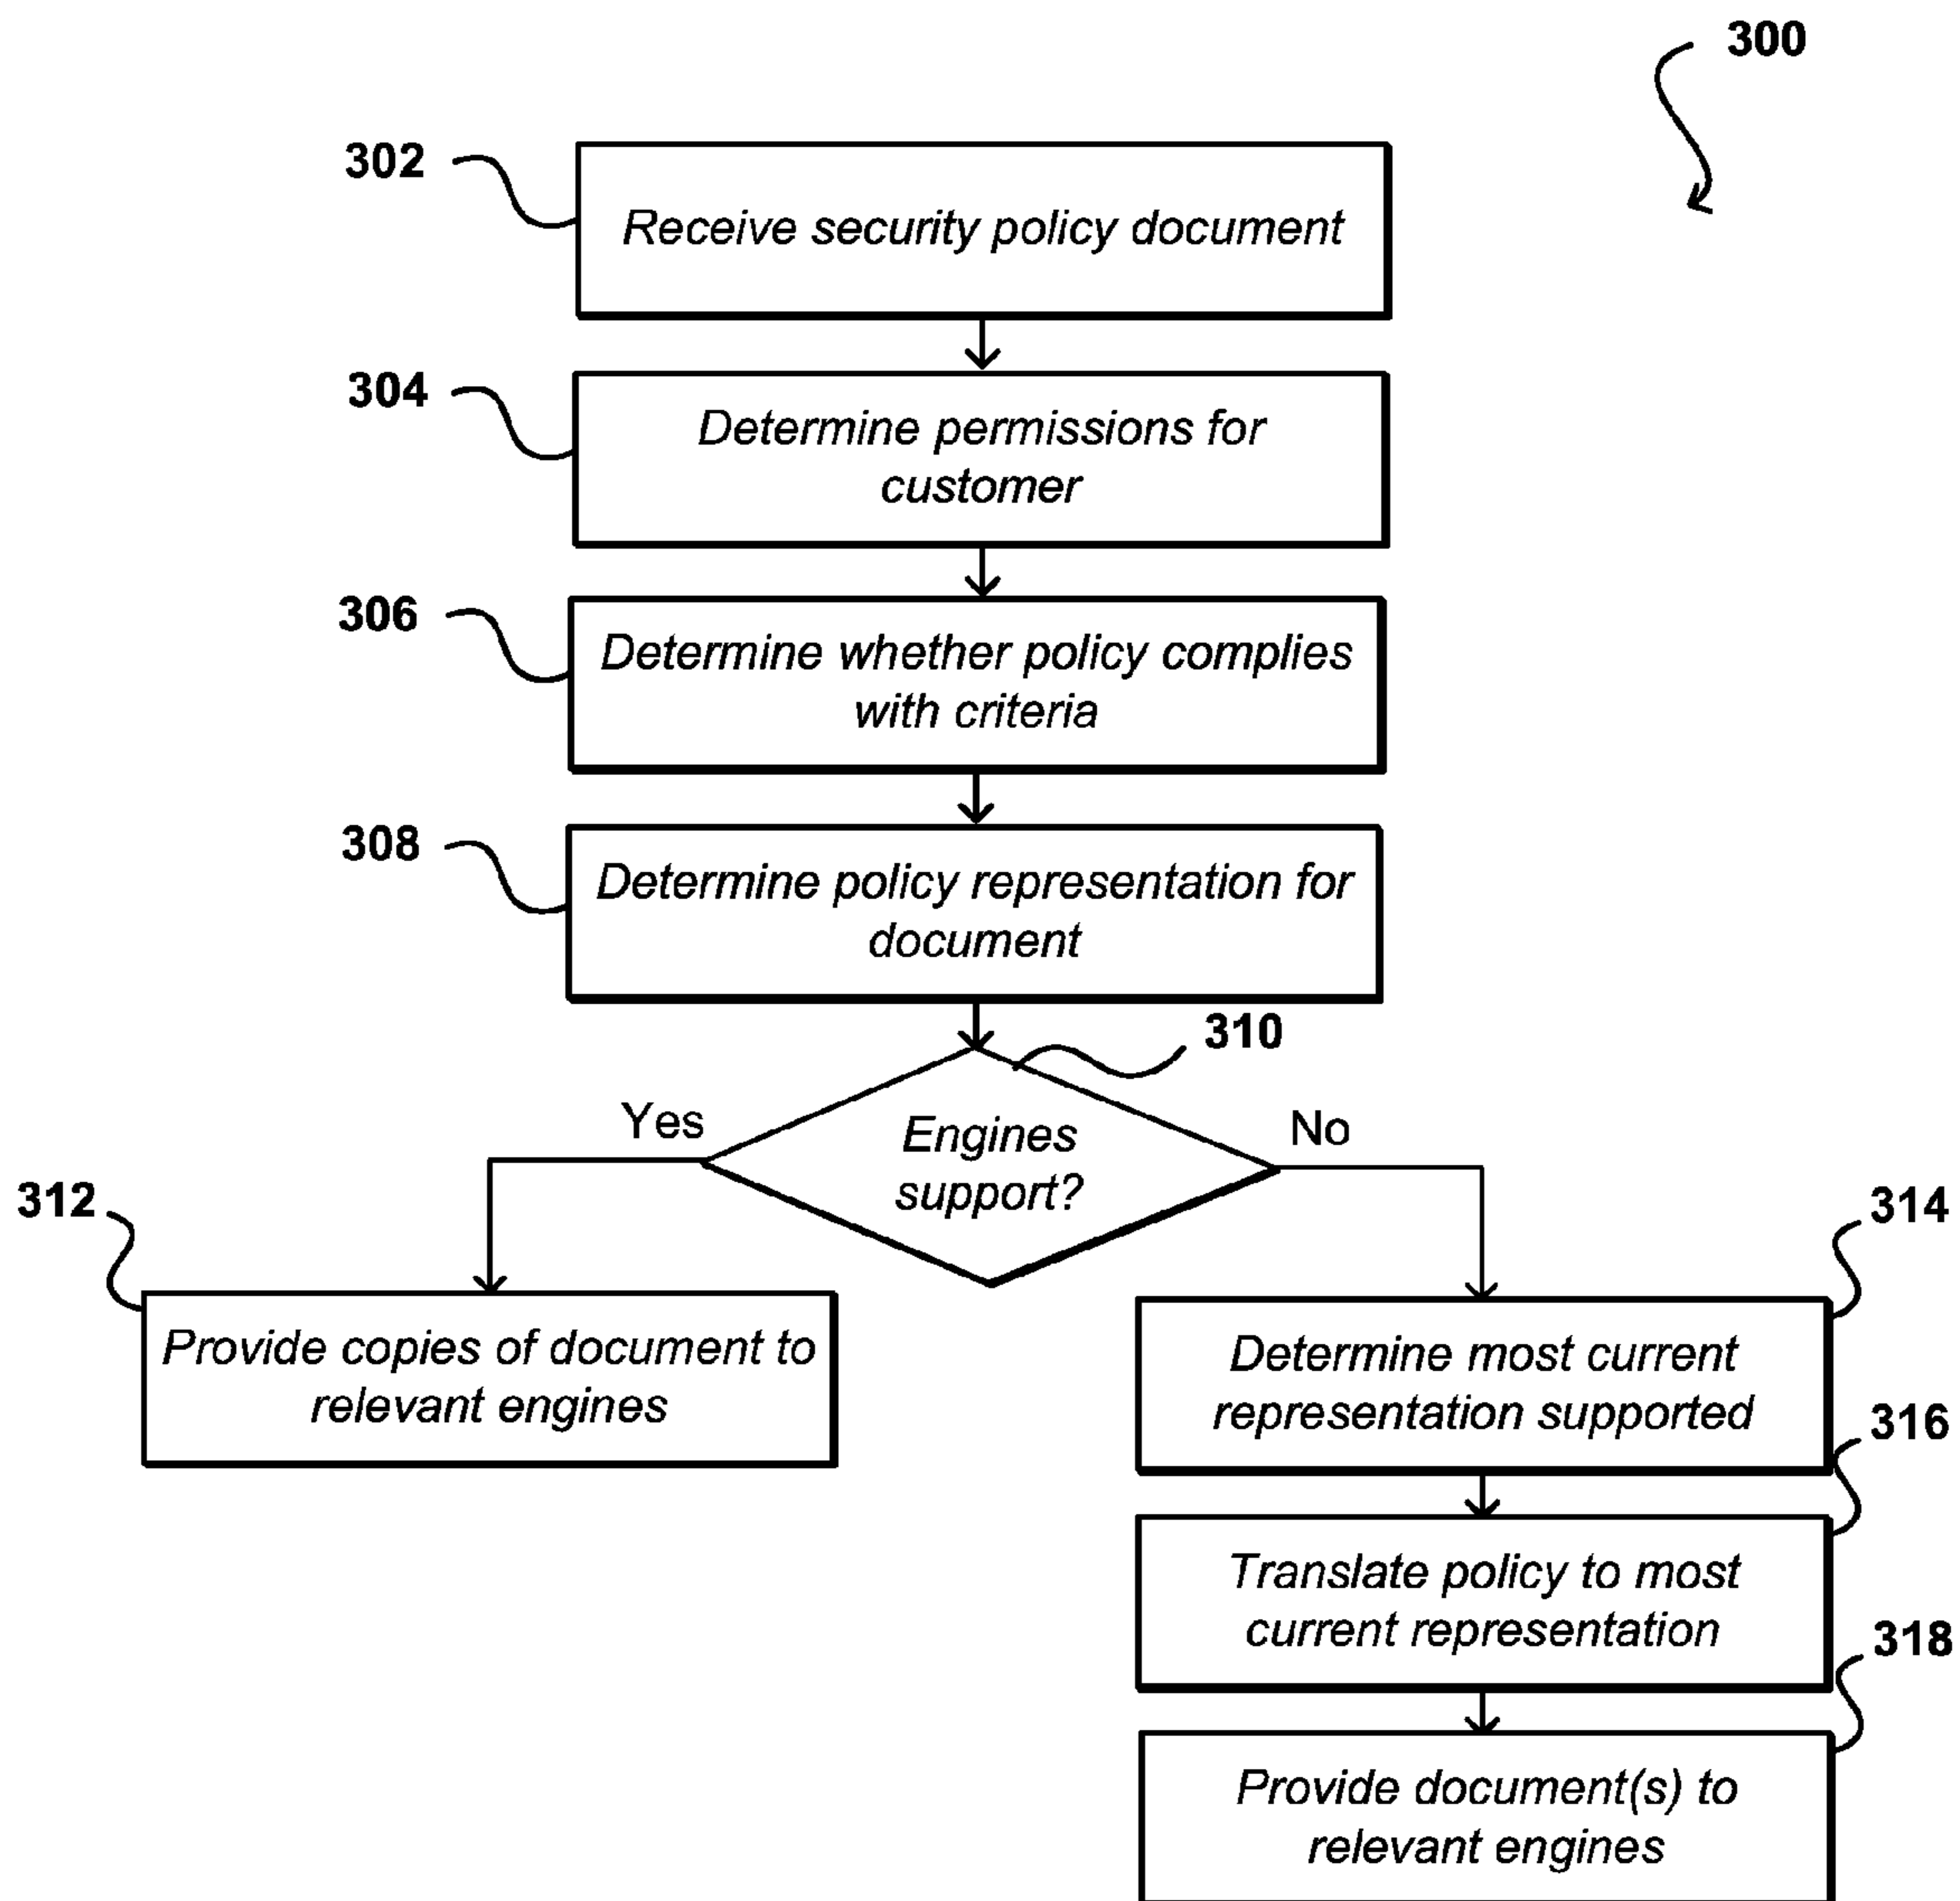 300
302
Receive security policy document
304
Determine permissions for
customer
306
Determine whether policy complies
with criteria
308
Determine policy representation for
document
310
Yes
Engines
support?
No
312
Provide copies of document to
relevant engines
314
Determine most current
representation supported
316
Translate policy to most
current representation
318
Provide document(s) to
relevant engines